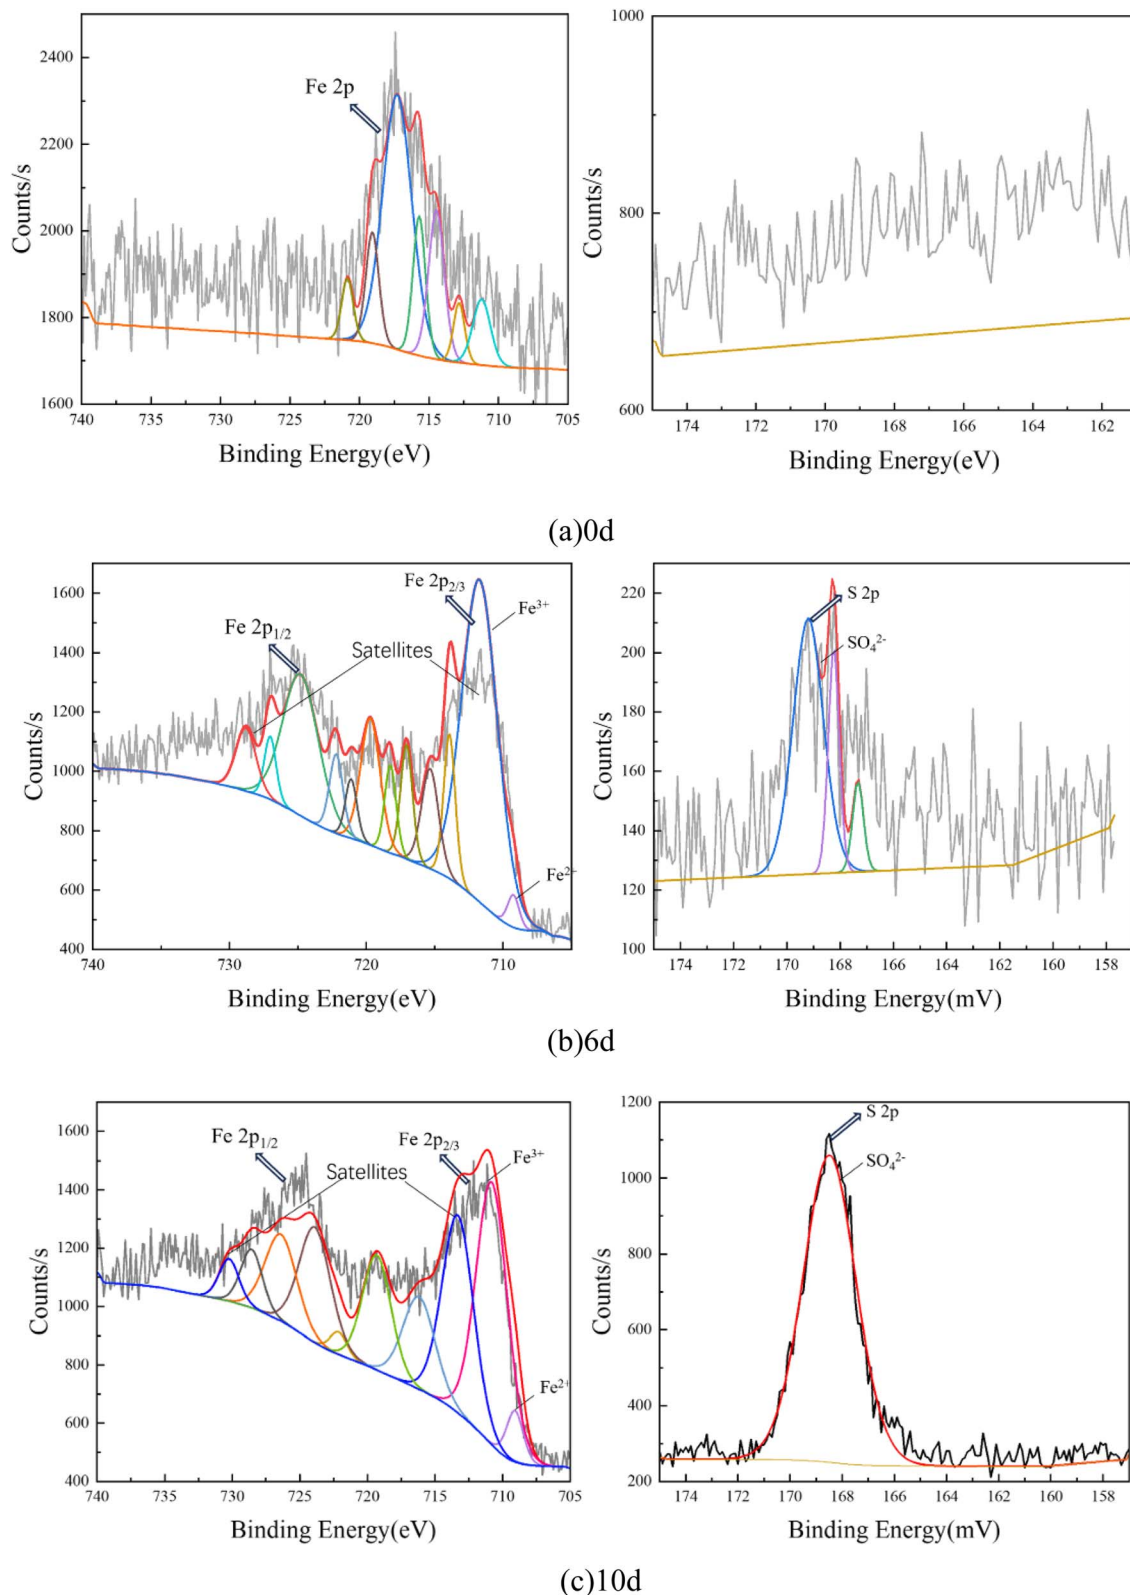 2400
2200
2000
1800
1600
Counts/s
Fe 2p
740 735 730 725 720 715 710 705
Binding Energy(eV)
1000
800
600
Counts/s
174 172 170 168 166 164 162
Binding Energy(eV)
(a)0d
1600
1400
1200
1000
800
600
400
Counts/s
Fe 2p2/3
Fe3+
Fe 2p1/2
Satellites
Fe2+
740 730 720 710
Binding Energy(eV)
220
200
180
160
140
120
100
Counts/s
S 2p
SO42-
174 172 170 168 166 164 162 160 158
Binding Energy(mV)
(b)6d
1600
1400
1200
1000
800
600
400
Counts/s
Fe 2p1/2
Fe 2p2/3
Fe3+
Satellites
Fe2+
740 735 730 725 720 715 710 705
Binding Energy(eV)
1200
1000
800
600
400
200
Counts/s
S 2p
SO42-
174 172 170 168 166 164 162 160 158
Binding Energy(mV)
(c)10d